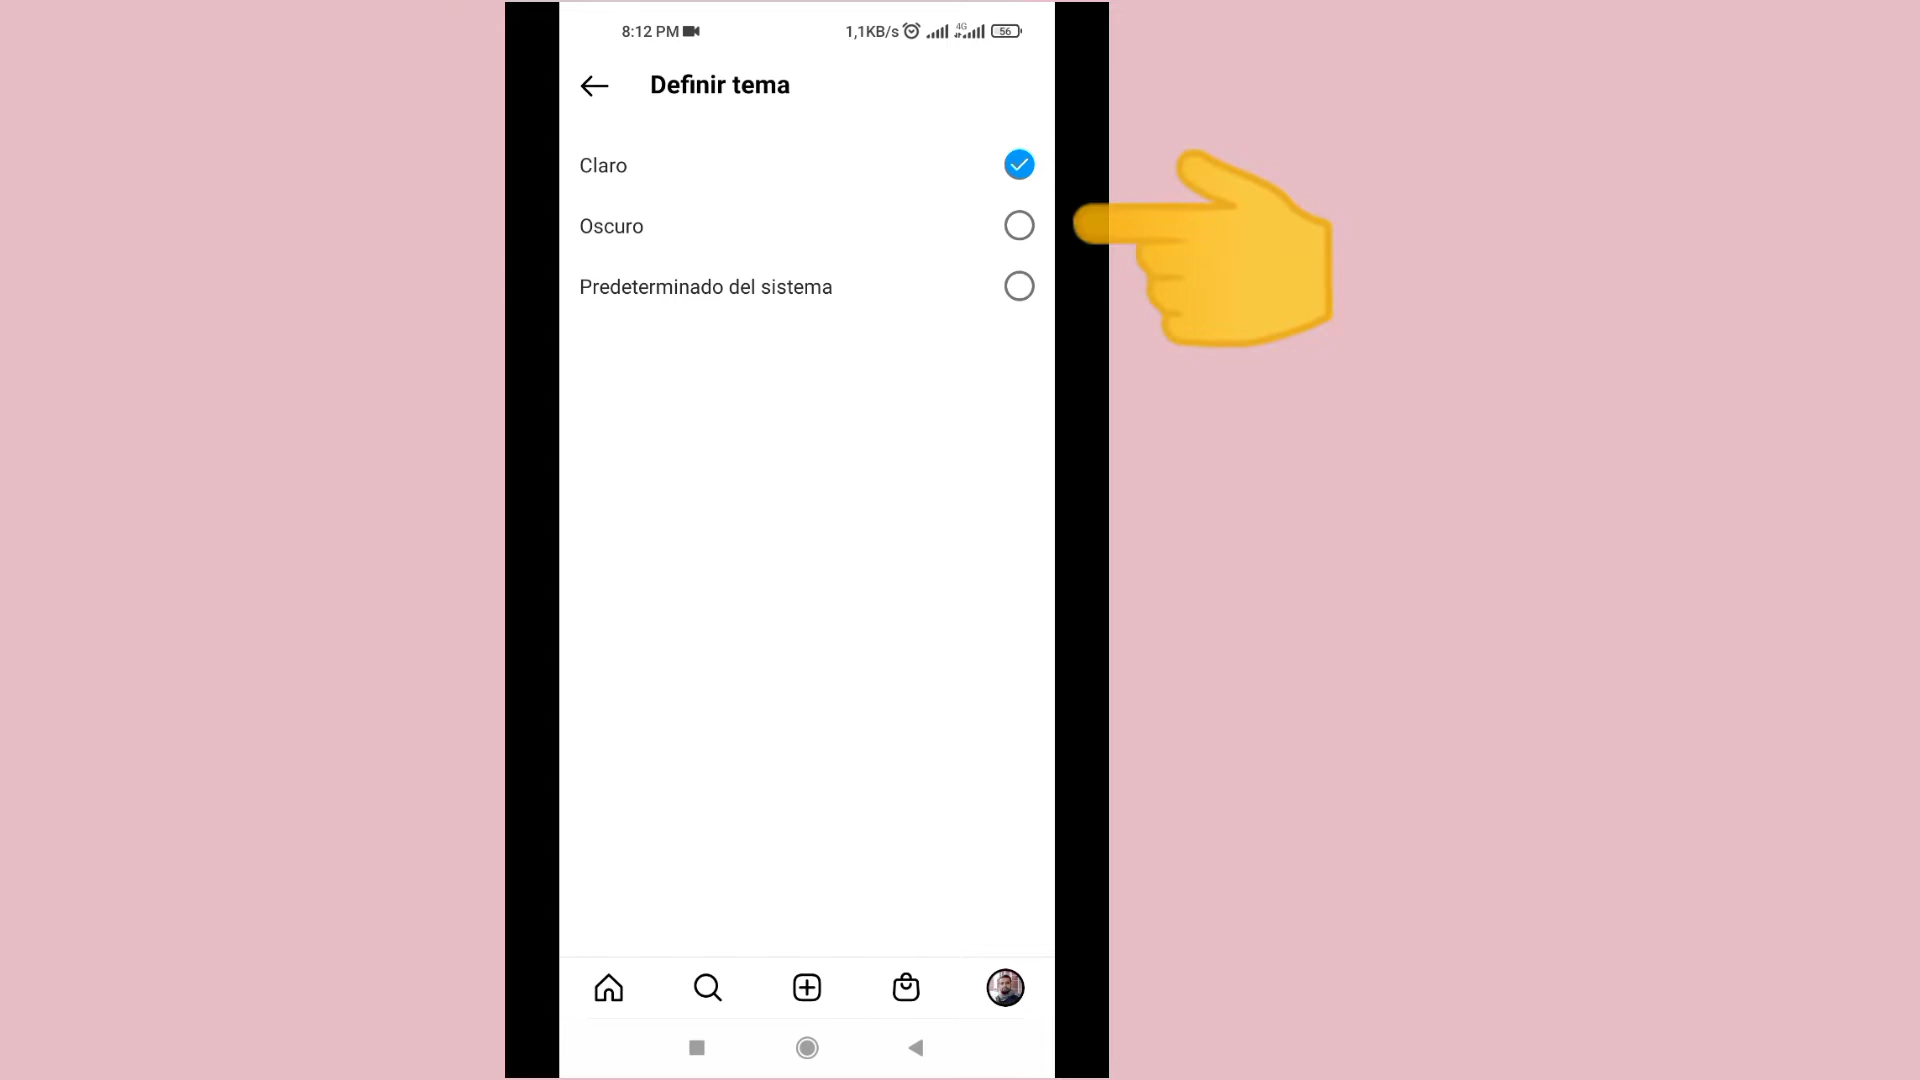 8:12 PM 1,1KB/s 4G 56
Definir tema
Claro
Oscuro
Predeterminado del sistema